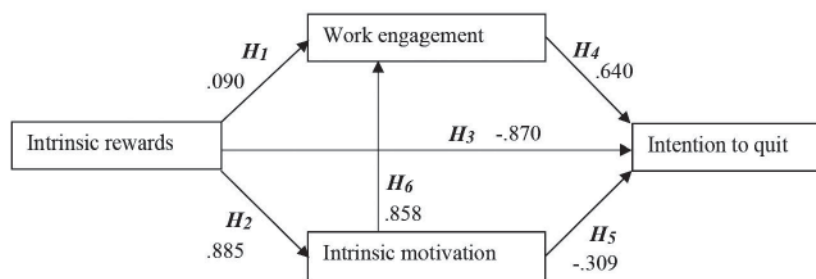 Work engagement
H1
.090
H4
.640
Intrinsic rewards
H3 -.870
Intention to quit
H6
.858
H2
.885
Intrinsic motivation
H5
-.309